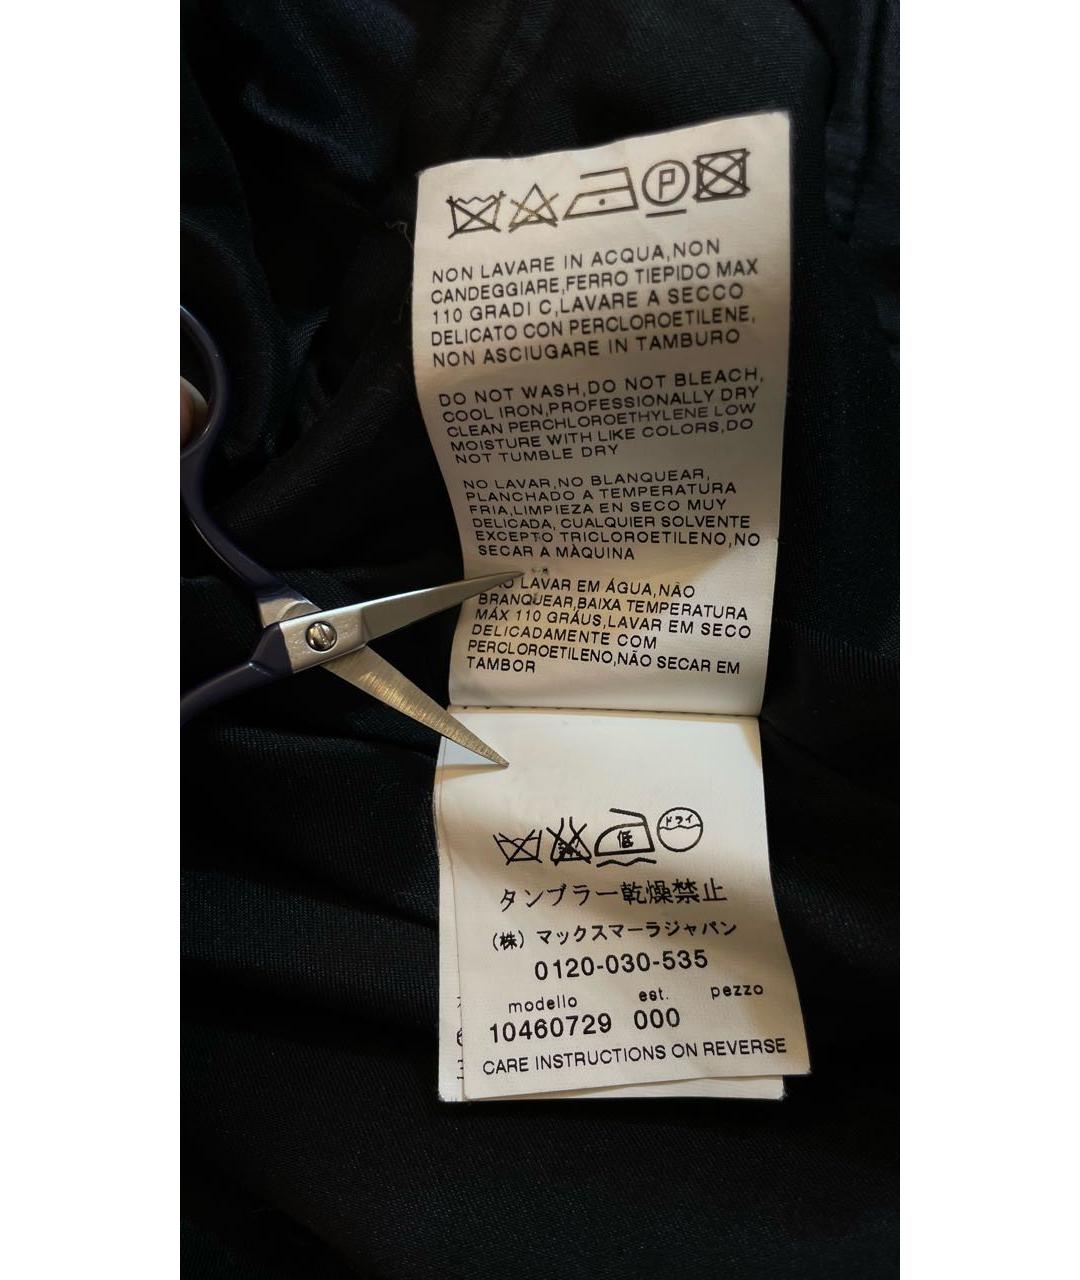 P
NON LAVARE IN ACQUA,NON
CANDEGGIARE,FERRO TIEPIDO MAX
110 GRADI C,LAVARE A SECCO
DELICATO CON PERCLOROETILENE,
NON ASCIUGARE IN TAMBURO
DO NOT WASH,DO NOT BLEACH,
COOL IRON,PROFESSIONALLY DRY
CLEAN PERCHLOROETHYLENE LOW
MOISTURE WITH LIKE COLORS,DO
NOT TUMBLE DRY
NO LAVAR,NO BLANQUEAR,
PLANCHADO A TEMPERATURA
FRIA,LIMPIEZA EN SECO MUY
DELICADA, CUALQUIER SOLVENTE
EXCEPTO TRICLOROETILENO,NO
SECAR A MÀQUINA
LAVAR EM ÁGUA,NÃO
BRANQUEAR,BAIXA TEMPERATURA
MÁX 110 GRÁUS,LAVAR EM SECO
DELICADAMENTE COM
PERCLOROETILENO,NÃO SECAR EM
TAMBOR
低 ドライ
タンブラー乾燥禁止
(株) マックスマーラジャパン
0120-030-535
modello est. pezzo
10460729 000
CARE INSTRUCTIONS ON REVERSE